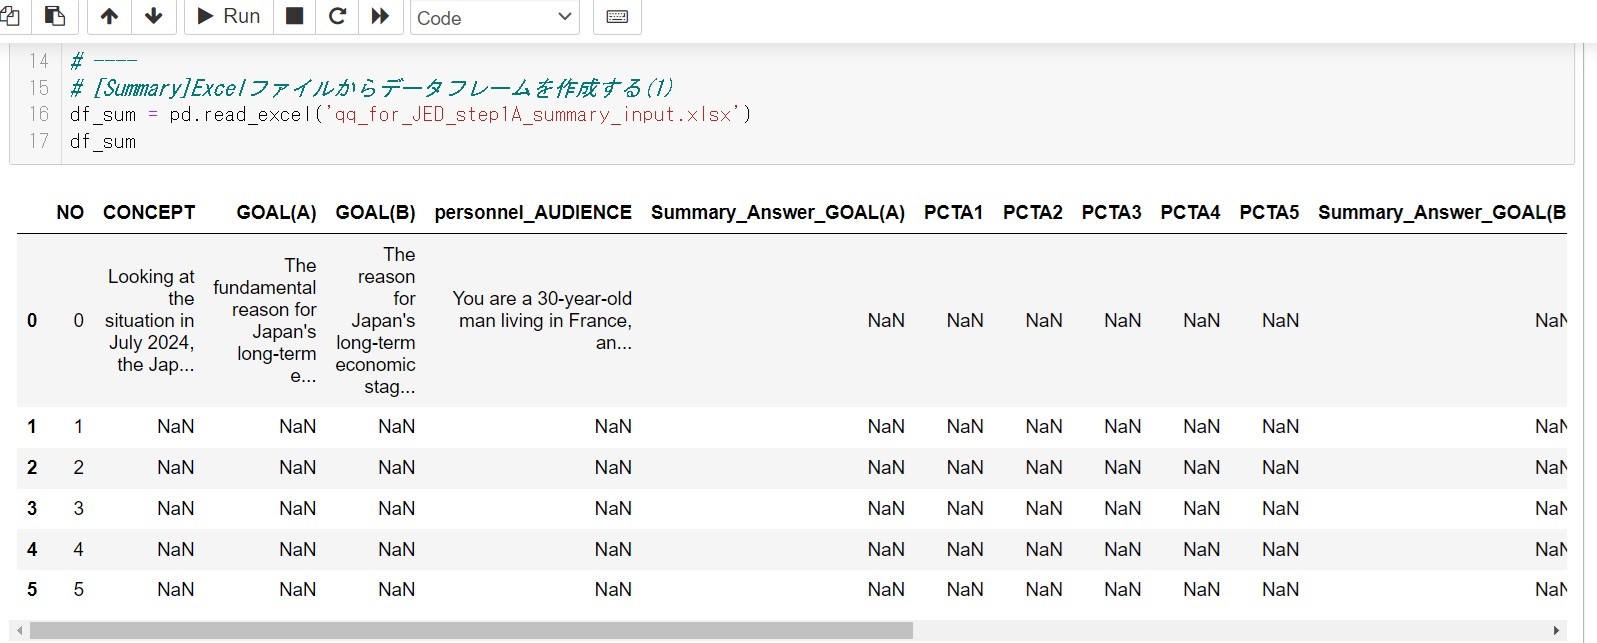 Run
Code
14 # ----
15 # [Summary]Excelファイルからデータフレームを作成する(1)
16 df_sum = pd.read_excel('qq_for_JED_step1A_summary_input.xlsx')
17 df_sum
NO CONCEPT GOAL(A) GOAL(B) personnel_AUDIENCE Summary_Answer_GOAL(A) PCTA1 PCTA2 PCTA3 PCTA4 PCTA5 Summary_Answer_GOAL(B
0 0
Looking at
the
situation in
July 2024,
the Jap...
The
fundamental
reason for
Japan's
long-term
e...
The
reason
for
Japan's
long-term
economic
stag...
You are a 30-year-old
man living in France,
an...
NaN NaN NaN NaN NaN NaN NaN
1 1 NaN NaN NaN NaN NaN NaN NaN NaN NaN NaN NaN
2 2 NaN NaN NaN NaN NaN NaN NaN NaN NaN NaN NaN
3 3 NaN NaN NaN NaN NaN NaN NaN NaN NaN NaN NaN
4 4 NaN NaN NaN NaN NaN NaN NaN NaN NaN NaN NaN
5 5 NaN NaN NaN NaN NaN NaN NaN NaN NaN NaN NaN